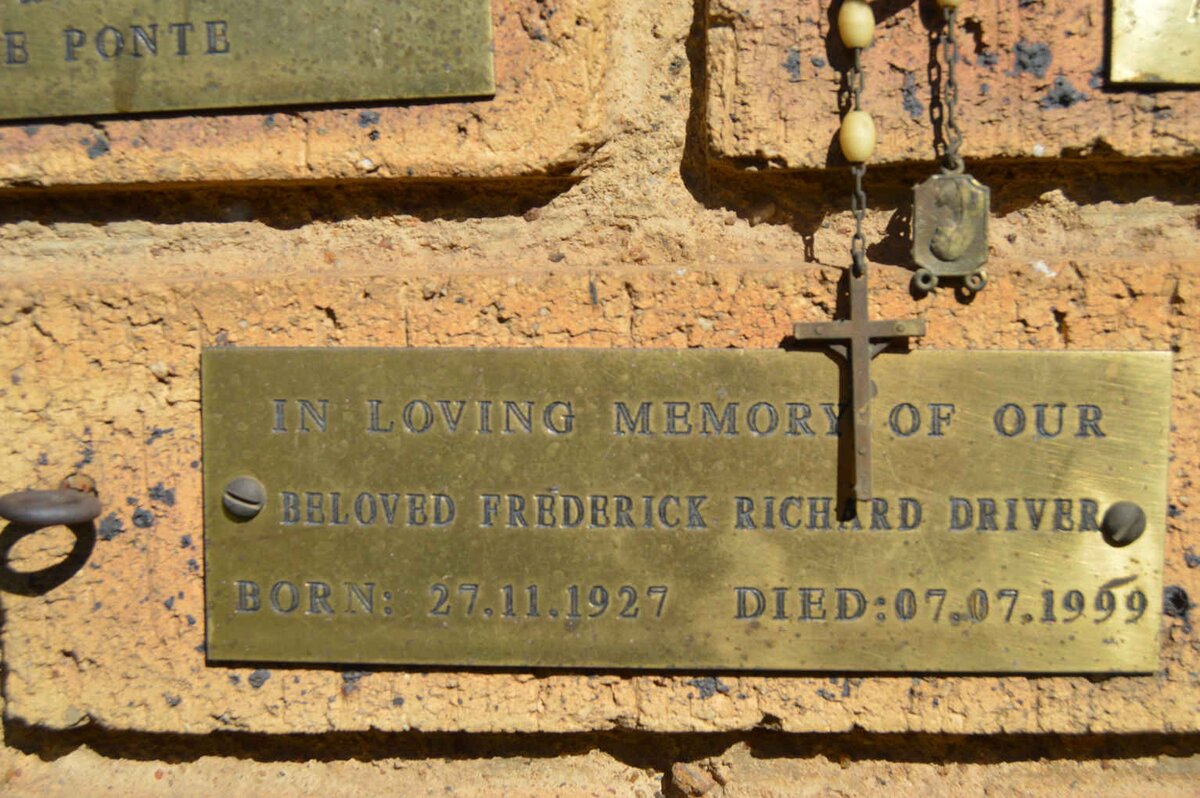 E PONTE
IN LOVING MEMORY OF OUR
BELOVED FREDERICK RICHARD DRIVER
BORN: 27.11.1927 DIED:07.07.1999